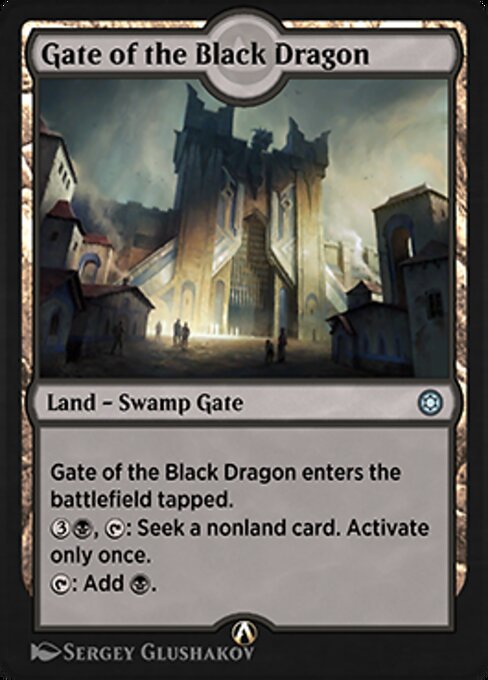 Gate of the Black Dragon
Land – Swamp Gate
Gate of the Black Dragon enters the
battlefield tapped.
3, : Seek a nonland card. Activate
only once.
: Add .
Sergey Glushakov